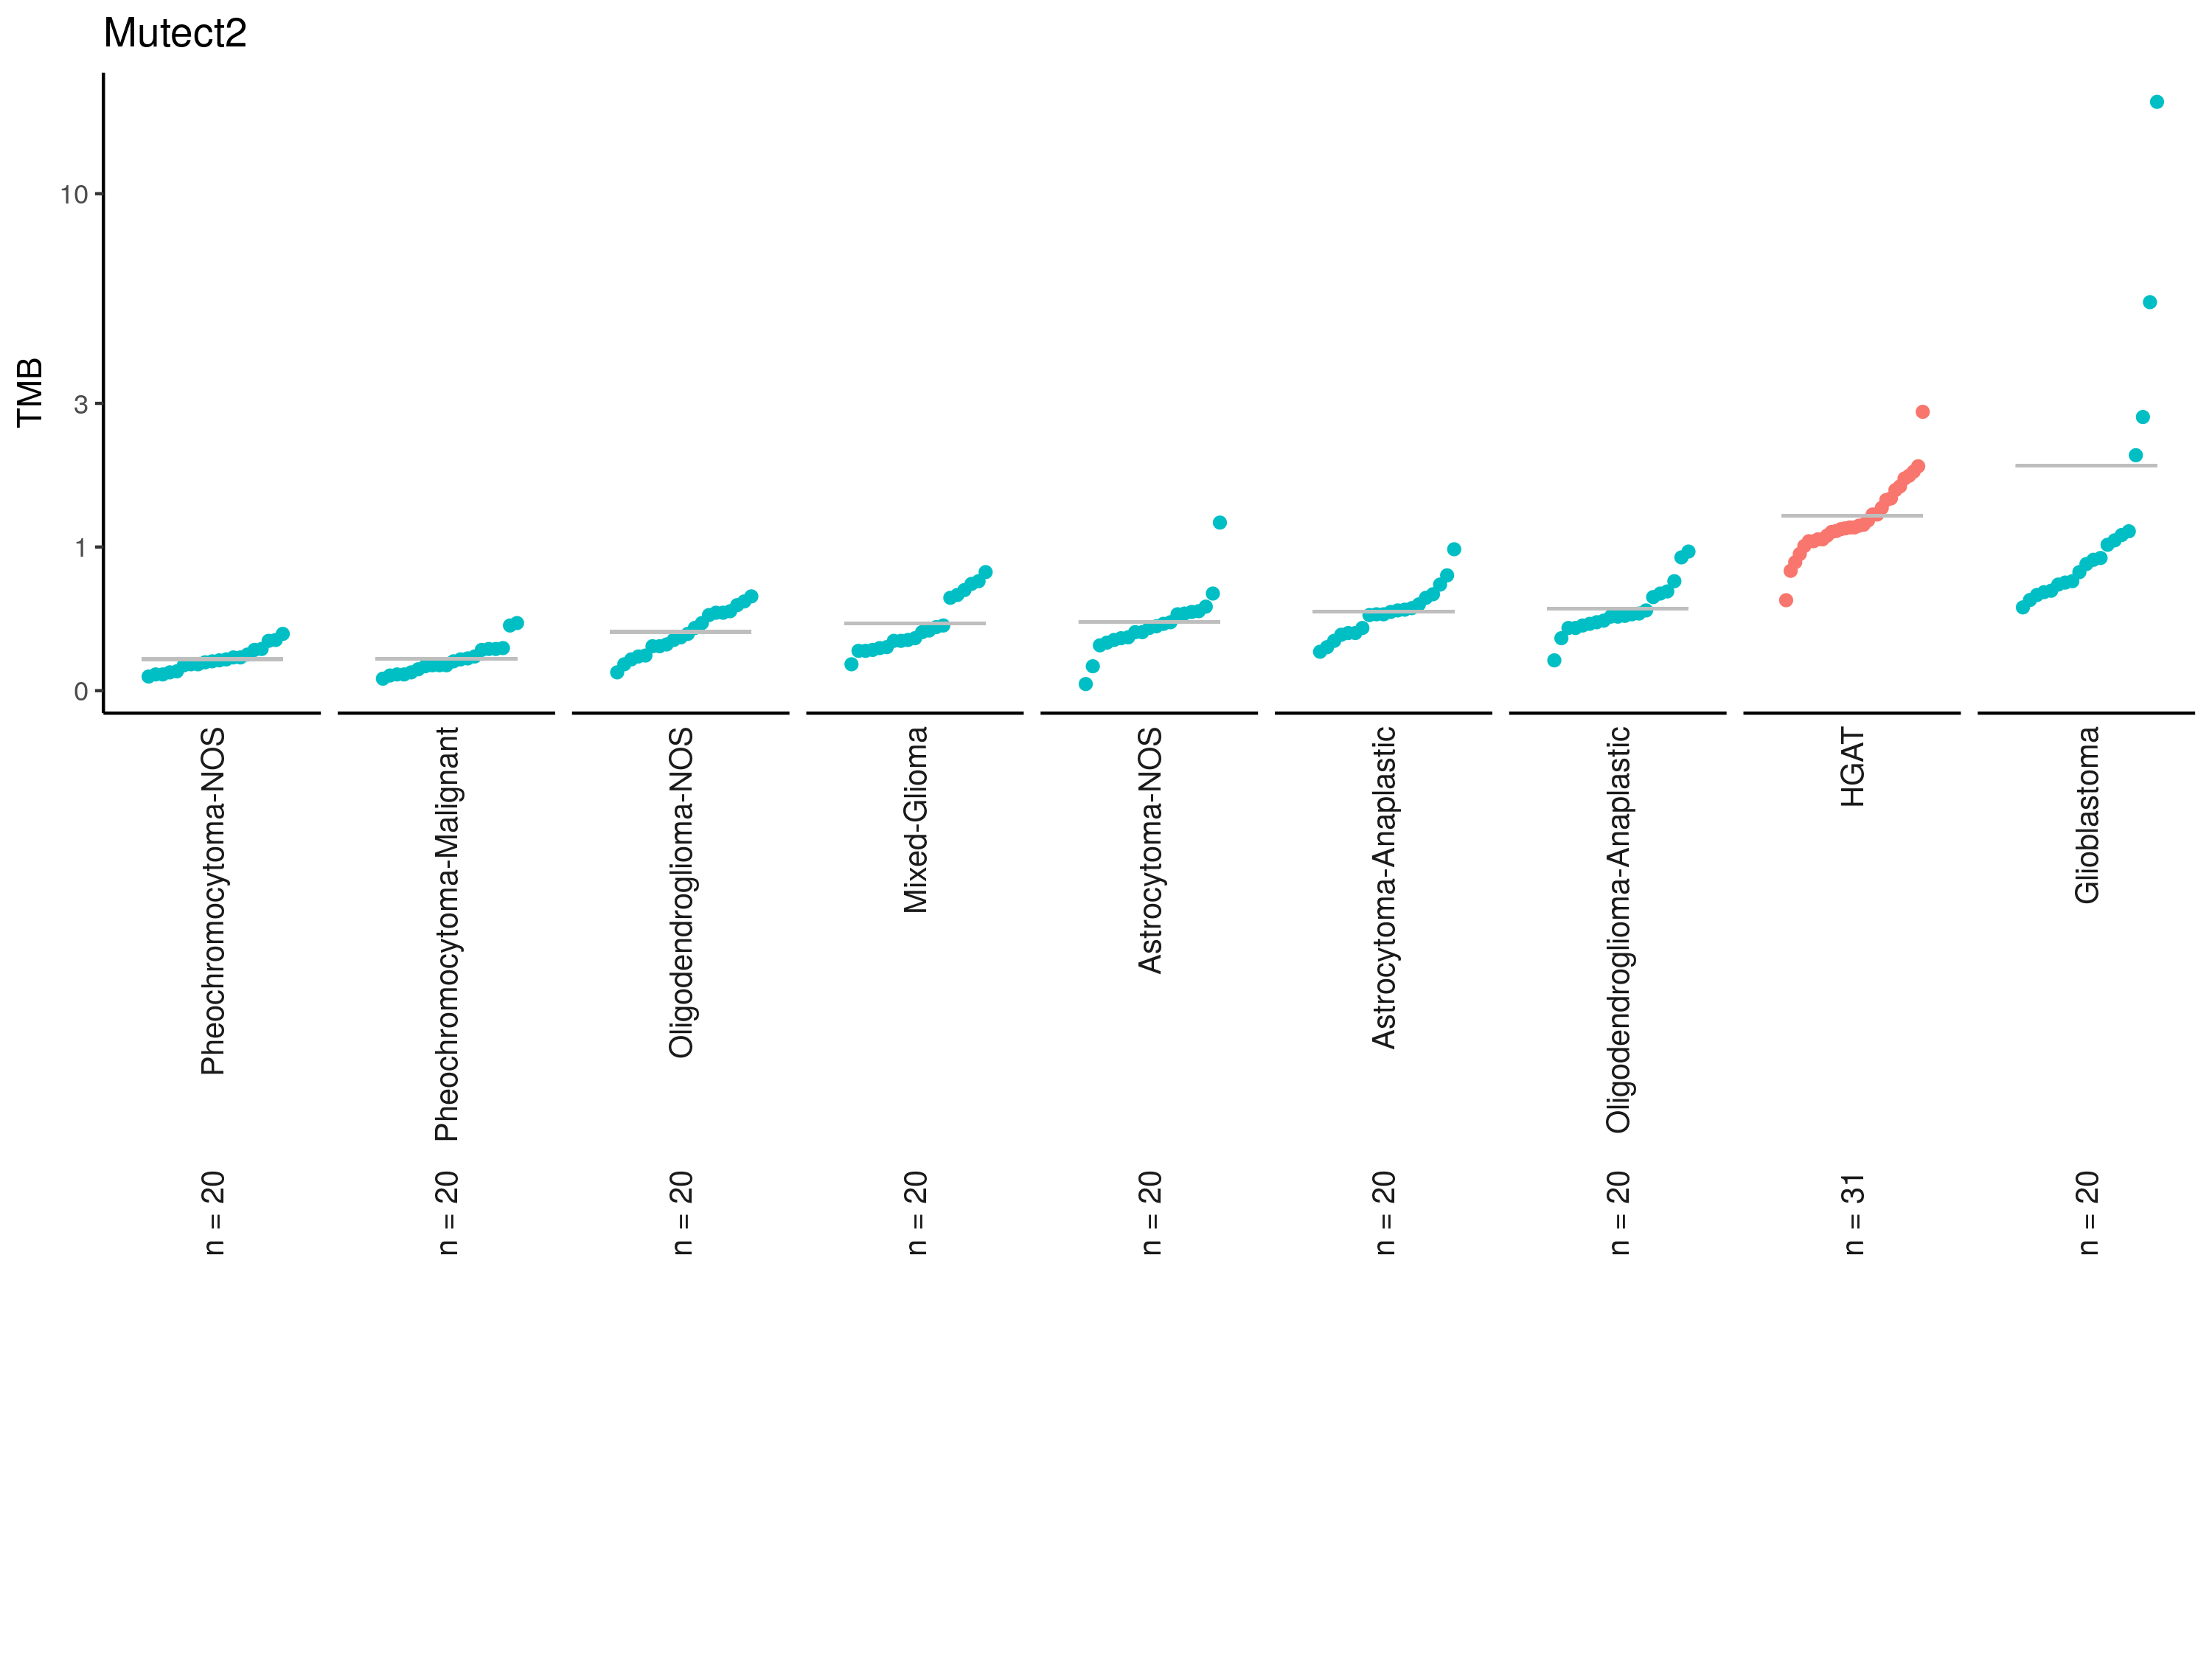 Mutect2
TMB
10
3
1
0
Pheochromocytoma-NOS
Pheochromocytoma-Malignant
Oligodendroglioma-NOS
Mixed-Glioma
Astrocytoma-NOS
Astrocytoma-Anaplastic
Oligodendroglioma-Anaplastic
HGAT
Glioblastoma
n = 20
n = 20
n = 20
n = 20
n = 20
n = 20
n = 20
n = 31
n = 20